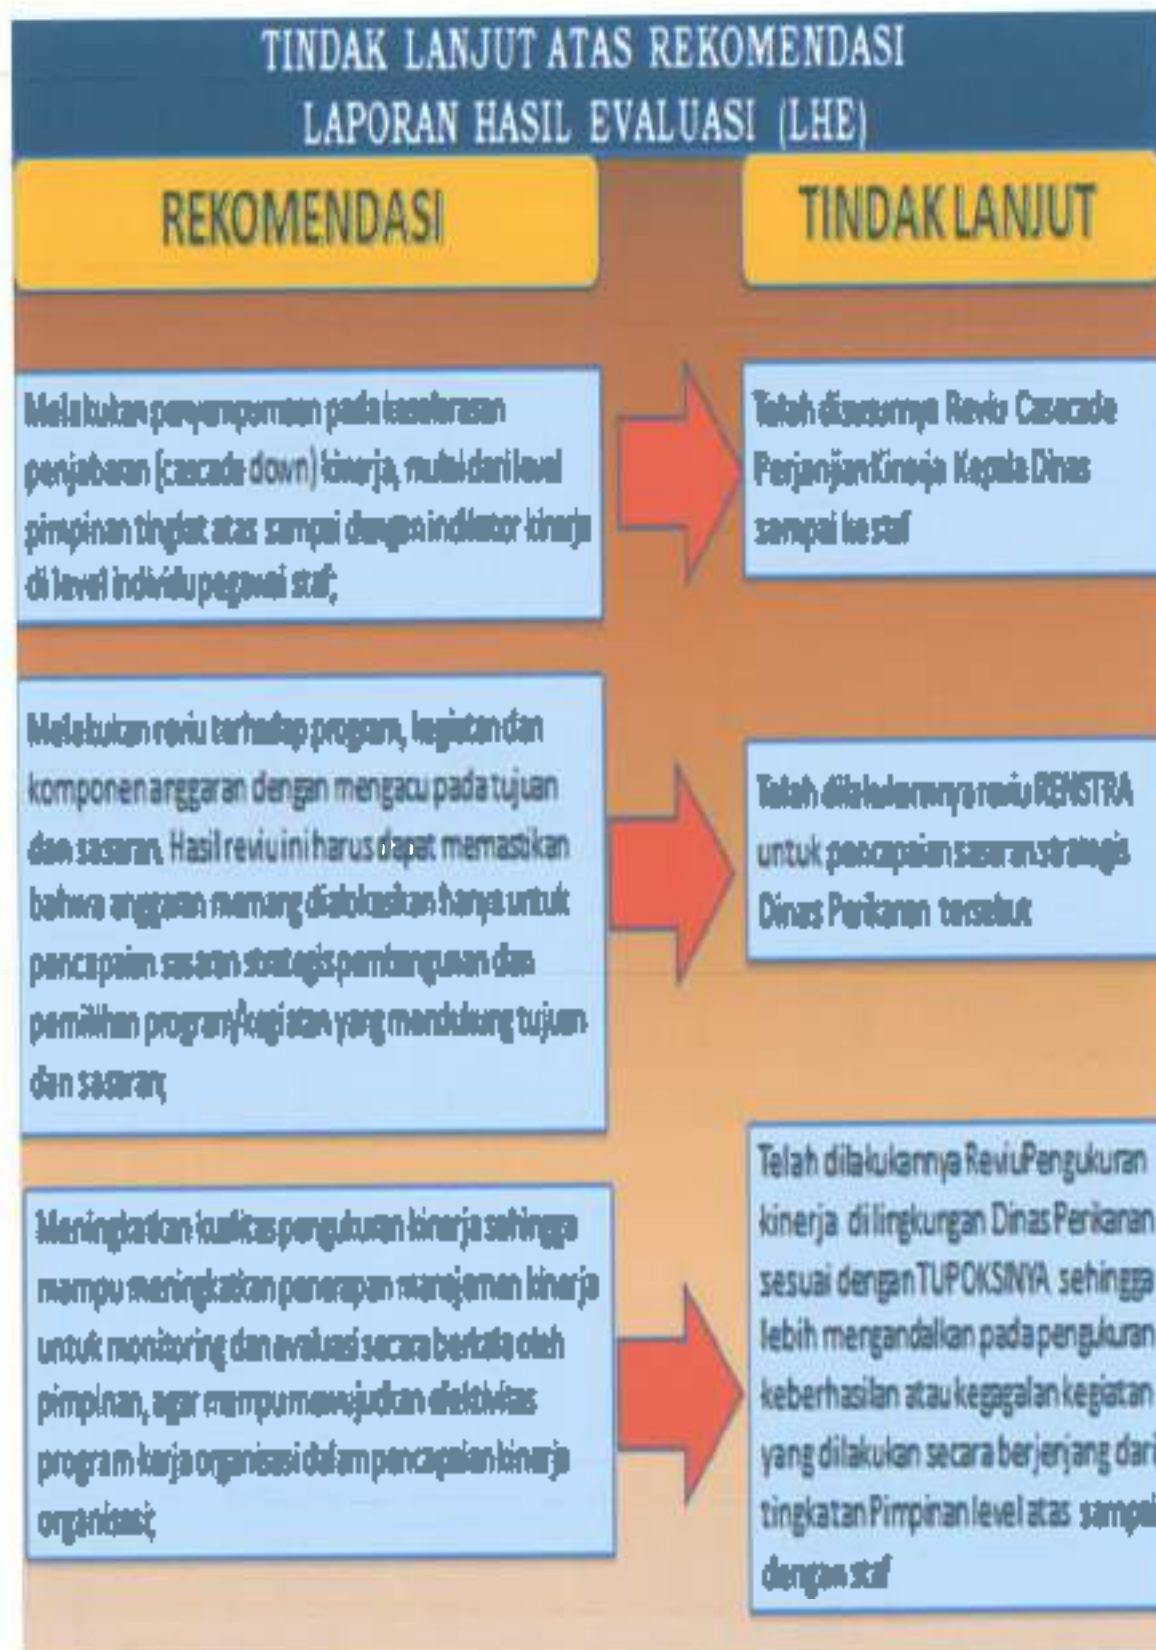 TINDAK LANJUT ATAS REKOMENDASI
LAPORAN HASIL EVALUASI (LHE)
REKOMENDASI
TINDAK LANJUT
Melakukan penyempurnaan pada keselarasan
penjabaran (cascade down) kinerja, mulai dari level
pimpinan tingkat atas sampai dengan indikator kinerja
di level individu pegawai staf;
Telah disusunnya Reviu Casecade
Perjanjian Kinerja Kepala Dinas
sampai ke staf
Melakukan reviu terhadap program, kegiatan dan
komponen anggaran dengan mengacu pada tujuan
dan sasaran. Hasil reviu ini harus dapat memastikan
bahwa anggaran memang dialokasikan hanya untuk
pencapaian sasaran strategis pembangunan dan
pemilihan program/kegiatan yang mendukung tujuan
dan sasaran;
Telah dilakukannya reviu RENSTRA
untuk pencapaian sasaran strategis
Dinas Perikanan tersebut
Meningkatkan kualitas pengukuran kinerja sehingga
mampu meningkatkan penerapan manajemen kinerja
untuk monitoring dan evaluasi secara berkala oleh
pimpinan, agar mampu mewujudkan efektivitas
program kerja organisasi dalam pencapaian kinerja
organisasi;
Telah dilakukannya Reviu Pengukuran
kinerja di lingkungan Dinas Perikanan
sesuai dengan TUPOKSINYA sehingga
lebih mengandalkan pada pengukuran
keberhasilan atau kegagalan kegiatan
yang dilakukan secara berjenjang dari
tingkatan Pimpinan level atas sampai
dengan staf